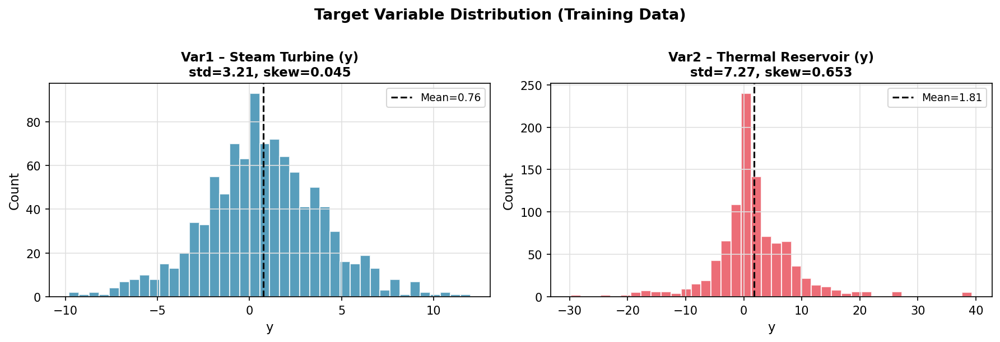 Target Variable Distribution (Training Data)
Var1 – Steam Turbine (y)
std=3.21, skew=0.045
Mean=0.76
Count
80
60
40
20
0
−10
−5
0
5
10
y
Var2 – Thermal Reservoir (y)
std=7.27, skew=0.653
Mean=1.81
Count
250
200
150
100
50
0
−30
−20
−10
0
10
20
30
40
y